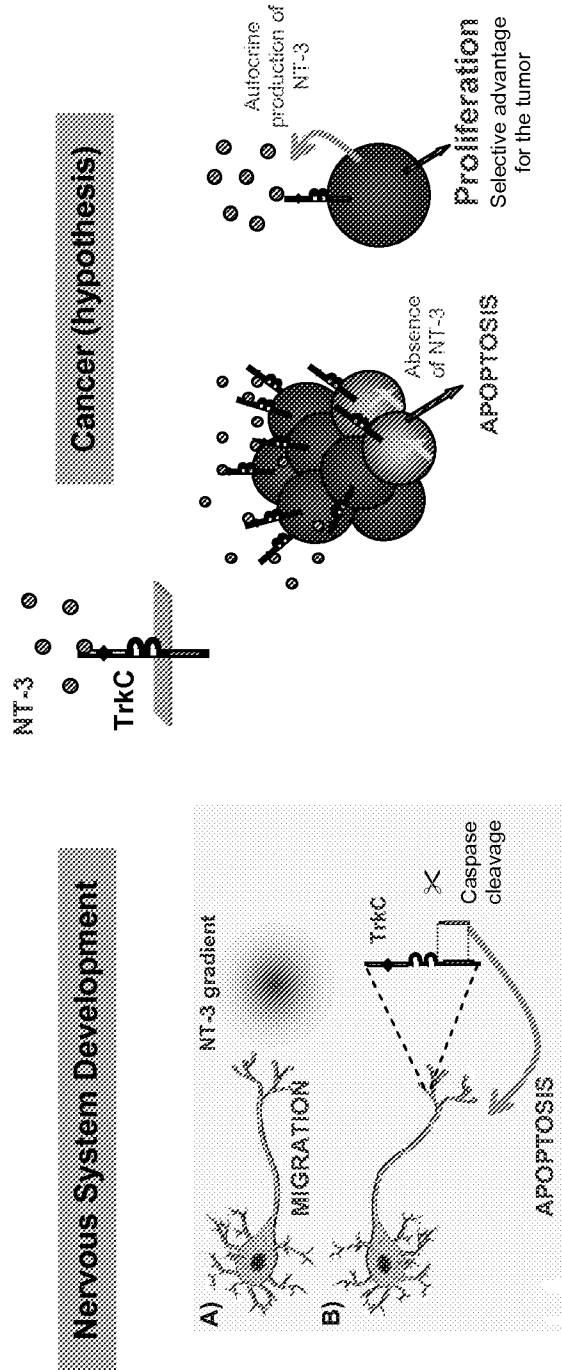 Nervous System Development
A)
NT-3 gradient
MIGRATION
B)
TrkC
Caspase
cleavage
APOPTOSIS
NT-3
TrkC
Cancer (hypothesis)
Absence
of NT-3
APOPTOSIS
Autocrine
production of
NT-3
Proliferation
Selective advantage
for the tumor